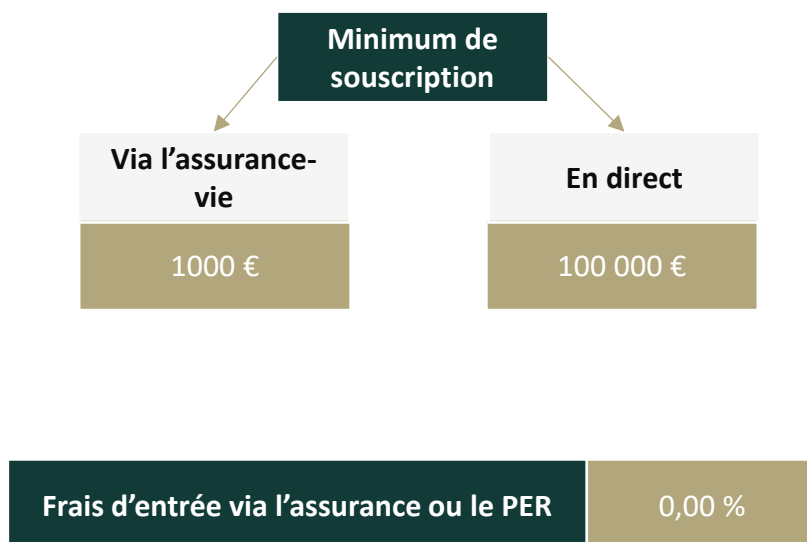 Minimum de
souscription
Via l’assurance-
vie
En direct
1000 €
100 000 €
Frais d’entrée via l’assurance ou le PER
0,00 %